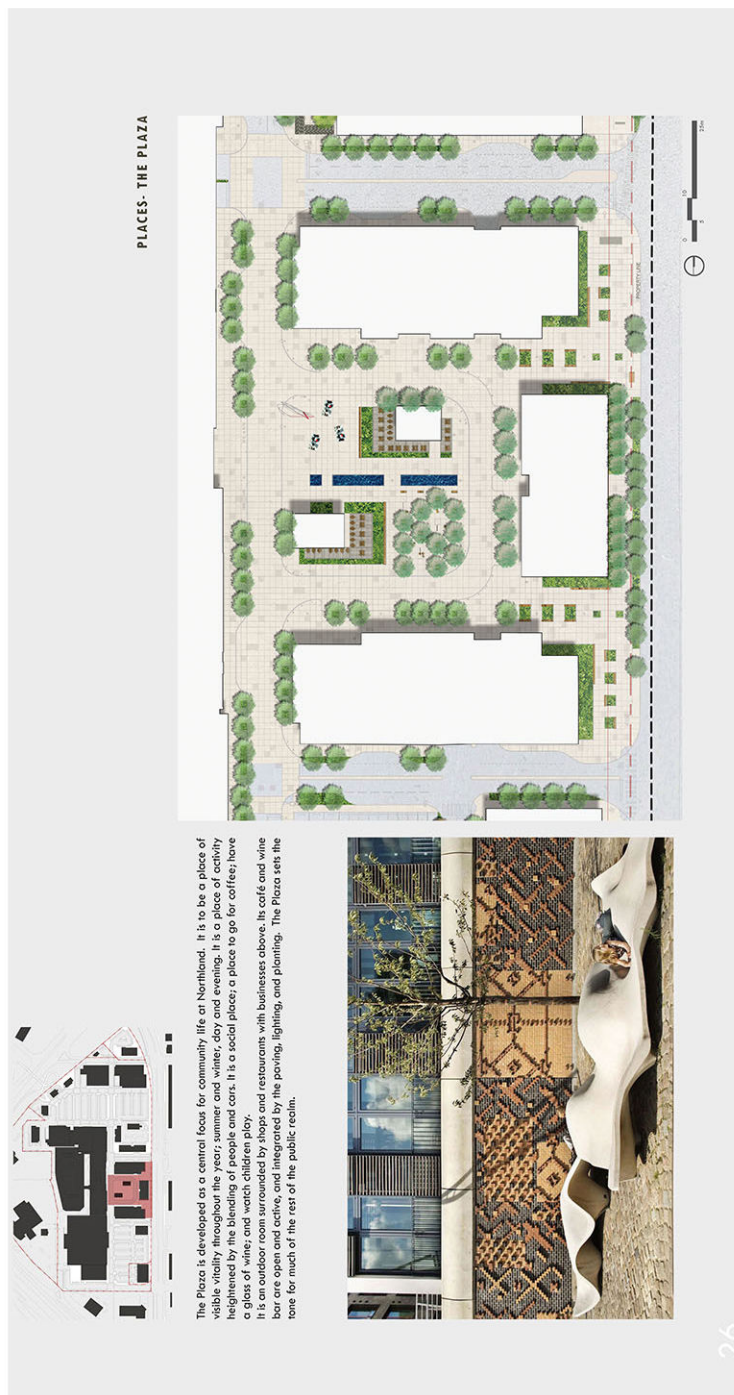 PLACES- THE PLAZA
The Plaza is developed as a central focus for community life at Northland.  It is to be a place of
visible vitality throughout the year; summer and winter, day and evening. It is a place of activity
heightened by the blending of people and cars. It is a social place; a place to go for coffee; have
a glass of wine; and watch children play.
It is an outdoor room surrounded by shops and restaurants with businesses above. Its café and wine
bar are open and active, and integrated by the paving, lighting, and planting.  The Plaza sets the
tone for much of the rest of the public realm.
PROPERTY LINE
0 5 10 25m
26